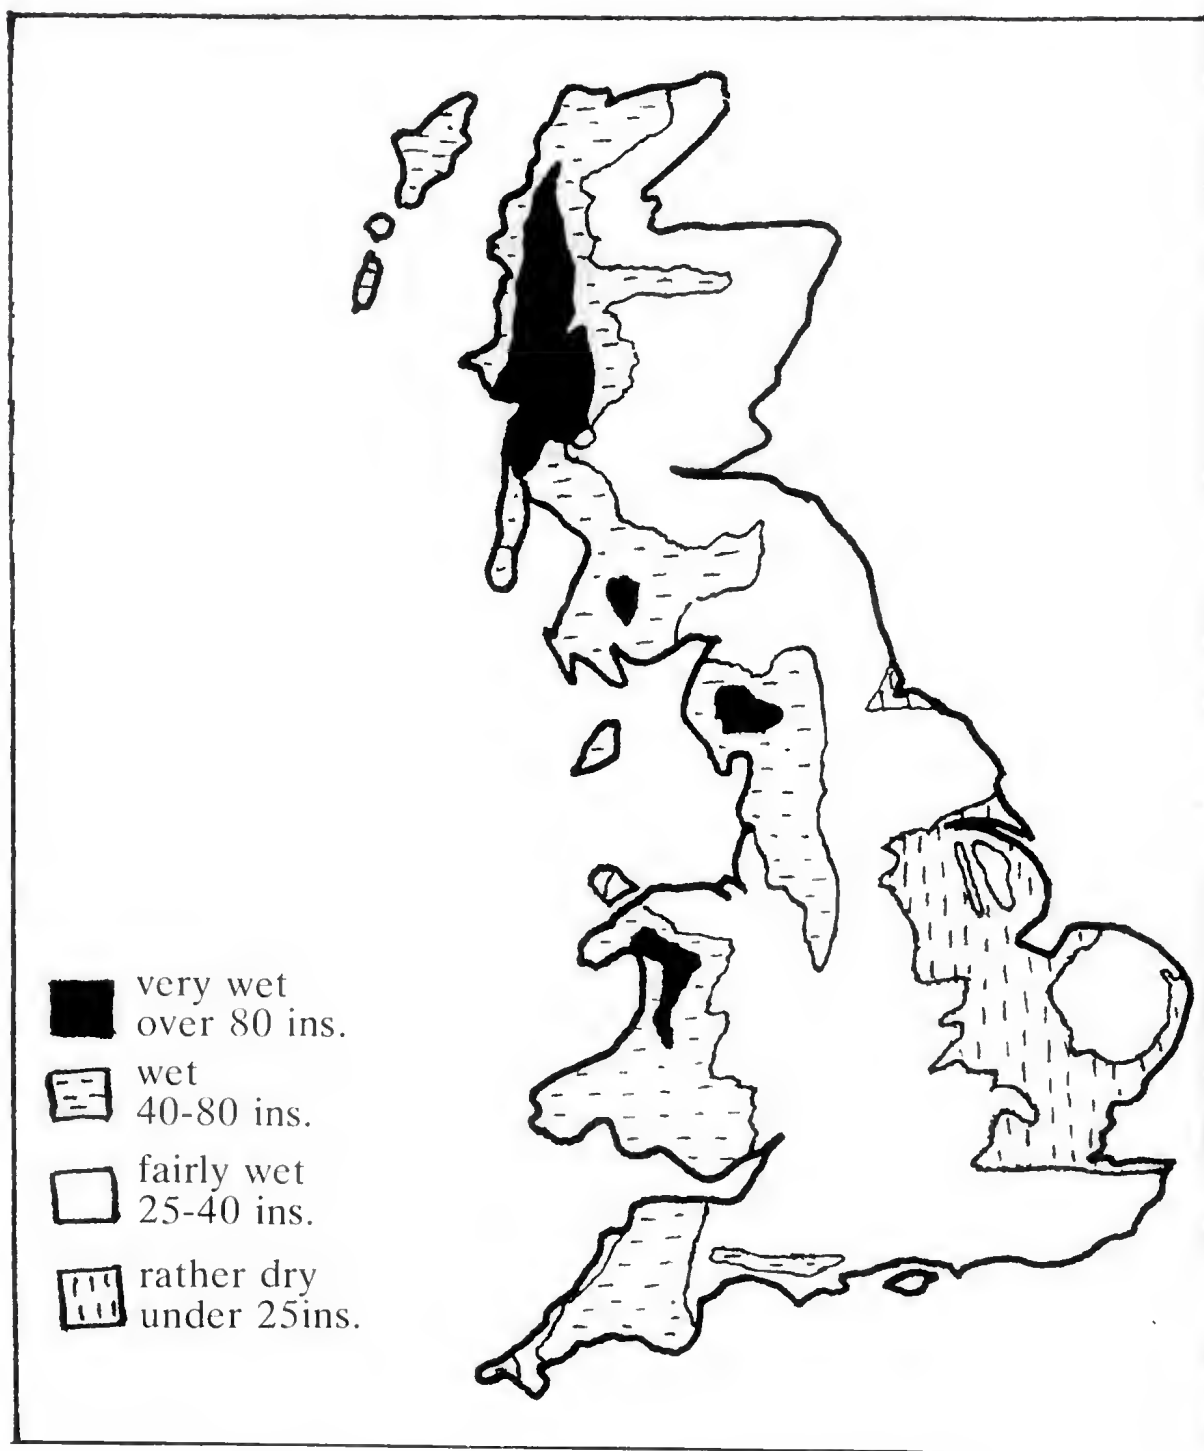 very wet
over 80 ins.
wet
40-80 ins.
fairly wet
25-40 ins.
rather dry
under 25ins.